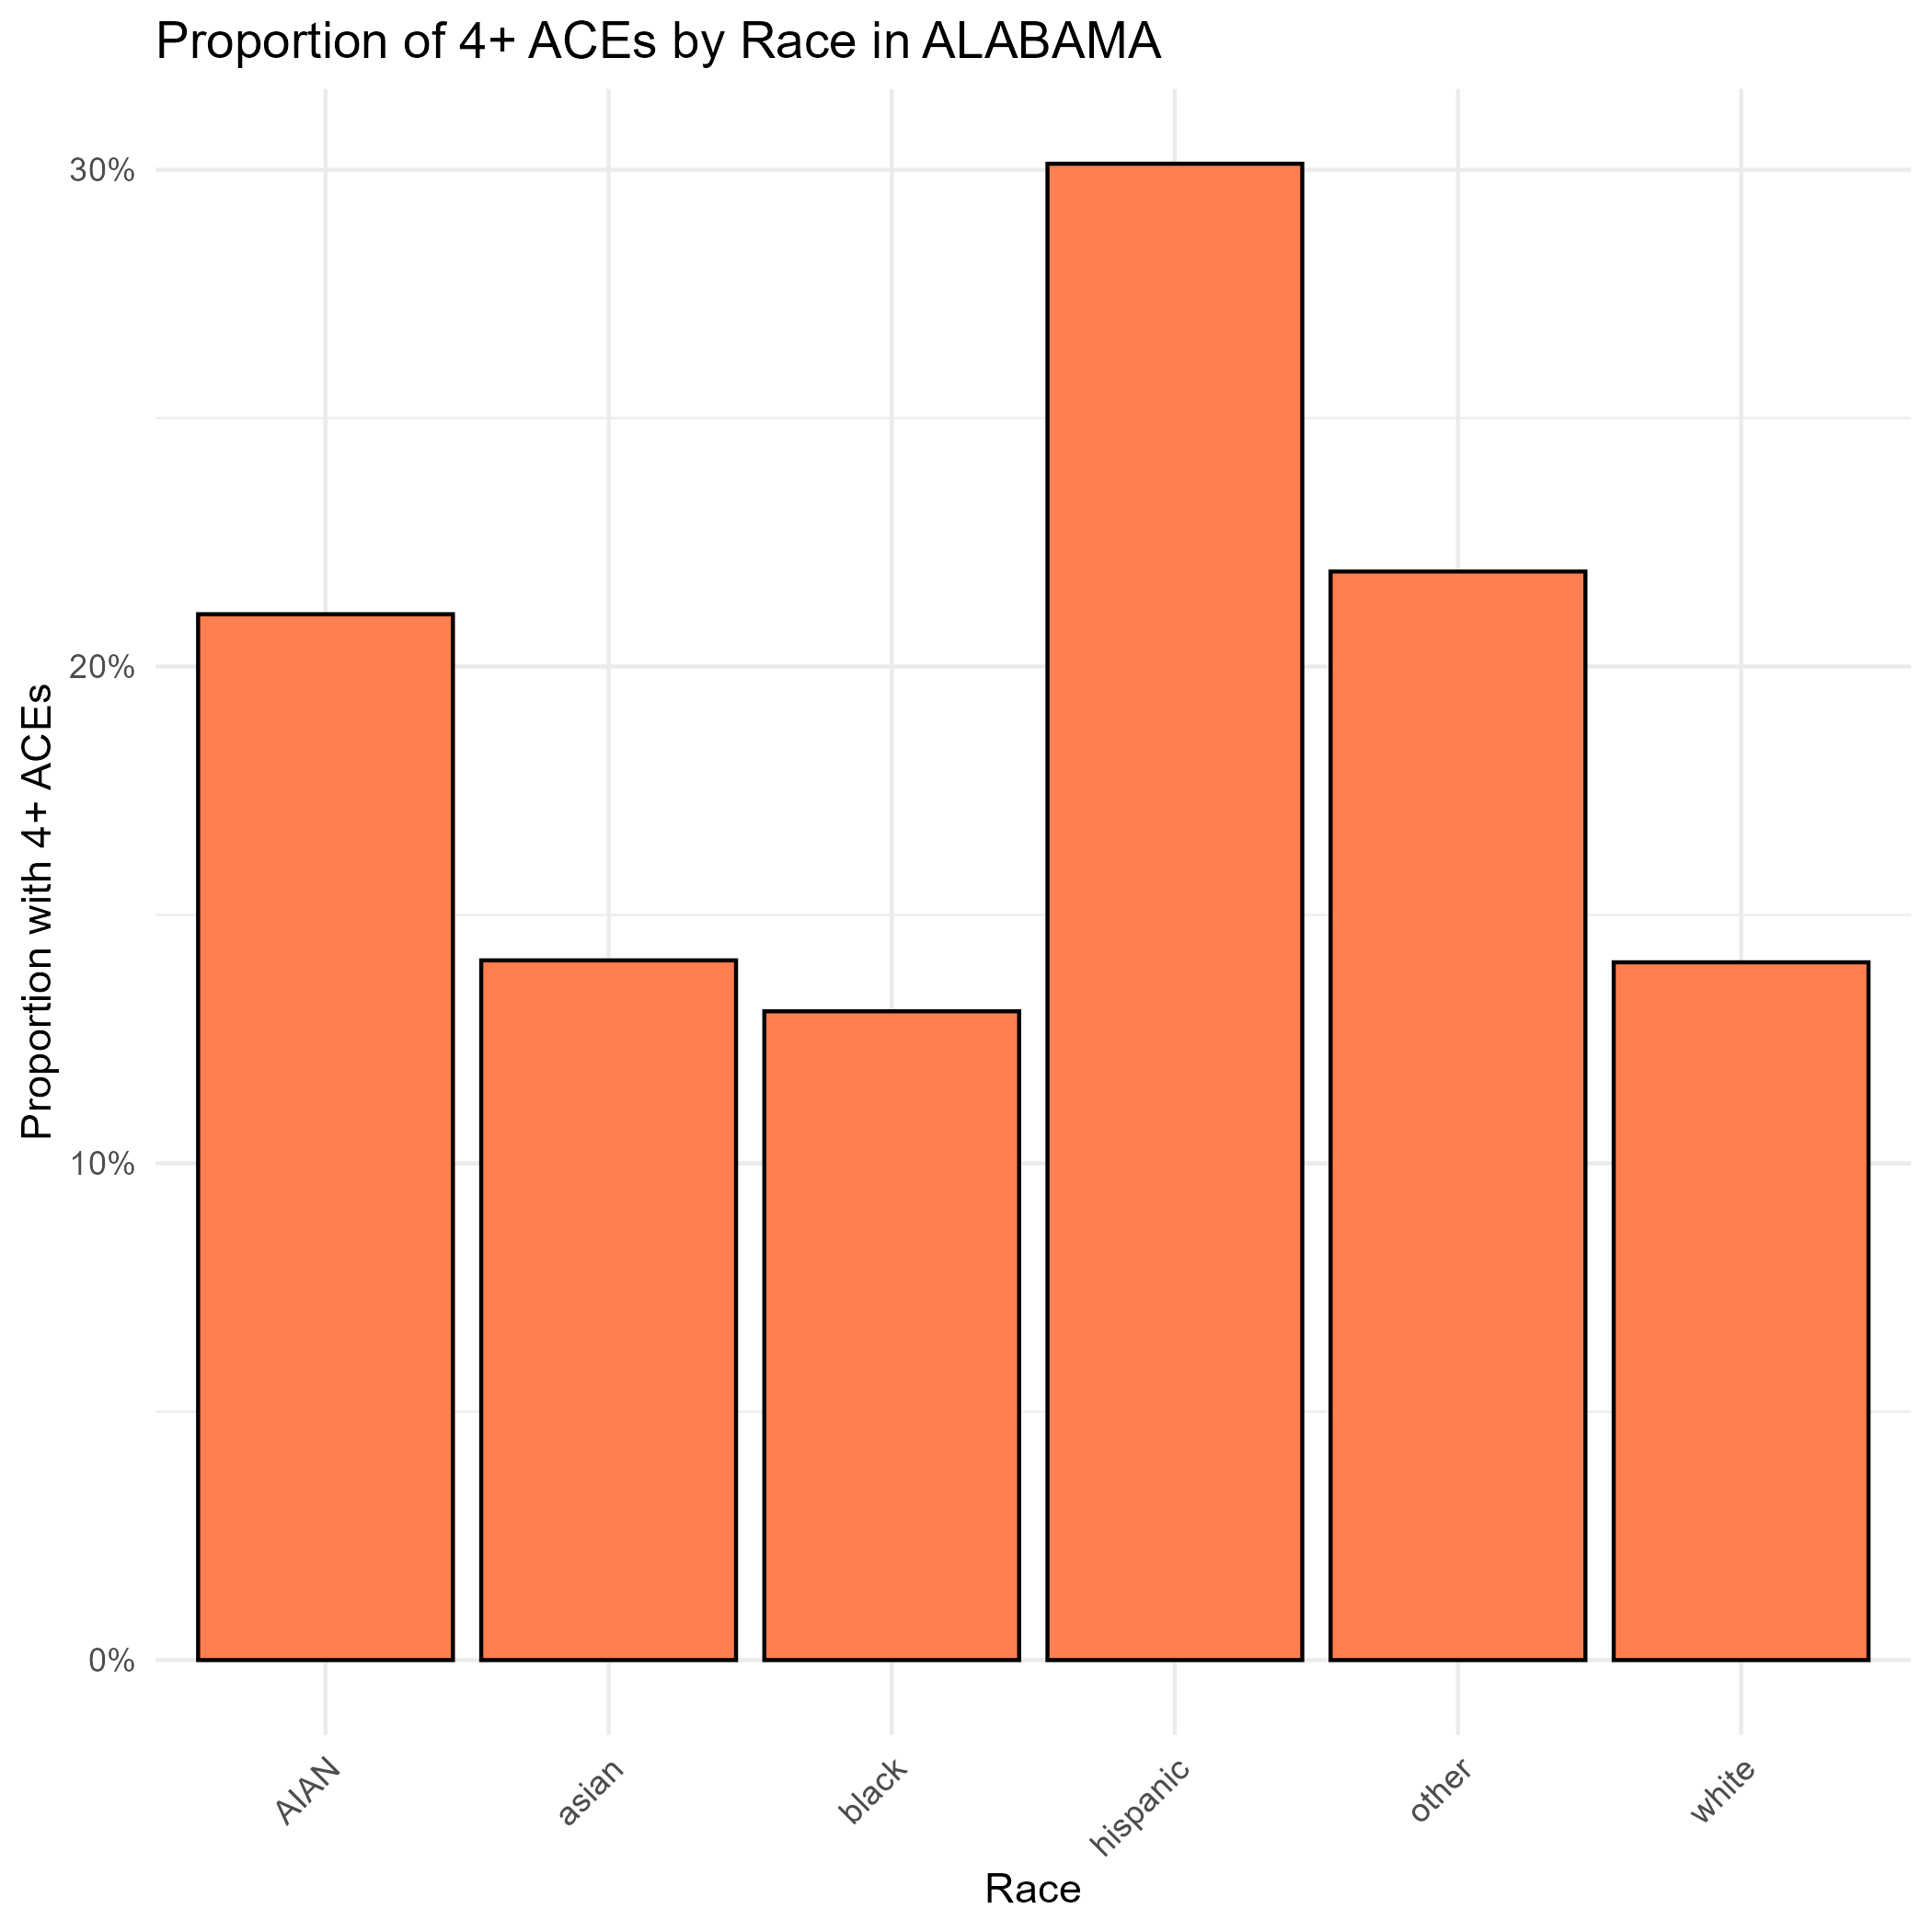 Proportion of 4+ ACEs by Race in ALABAMA
Proportion with 4+ ACEs
30%
20%
10%
0%
AIAN
asian
black
hispanic
other
white
Race